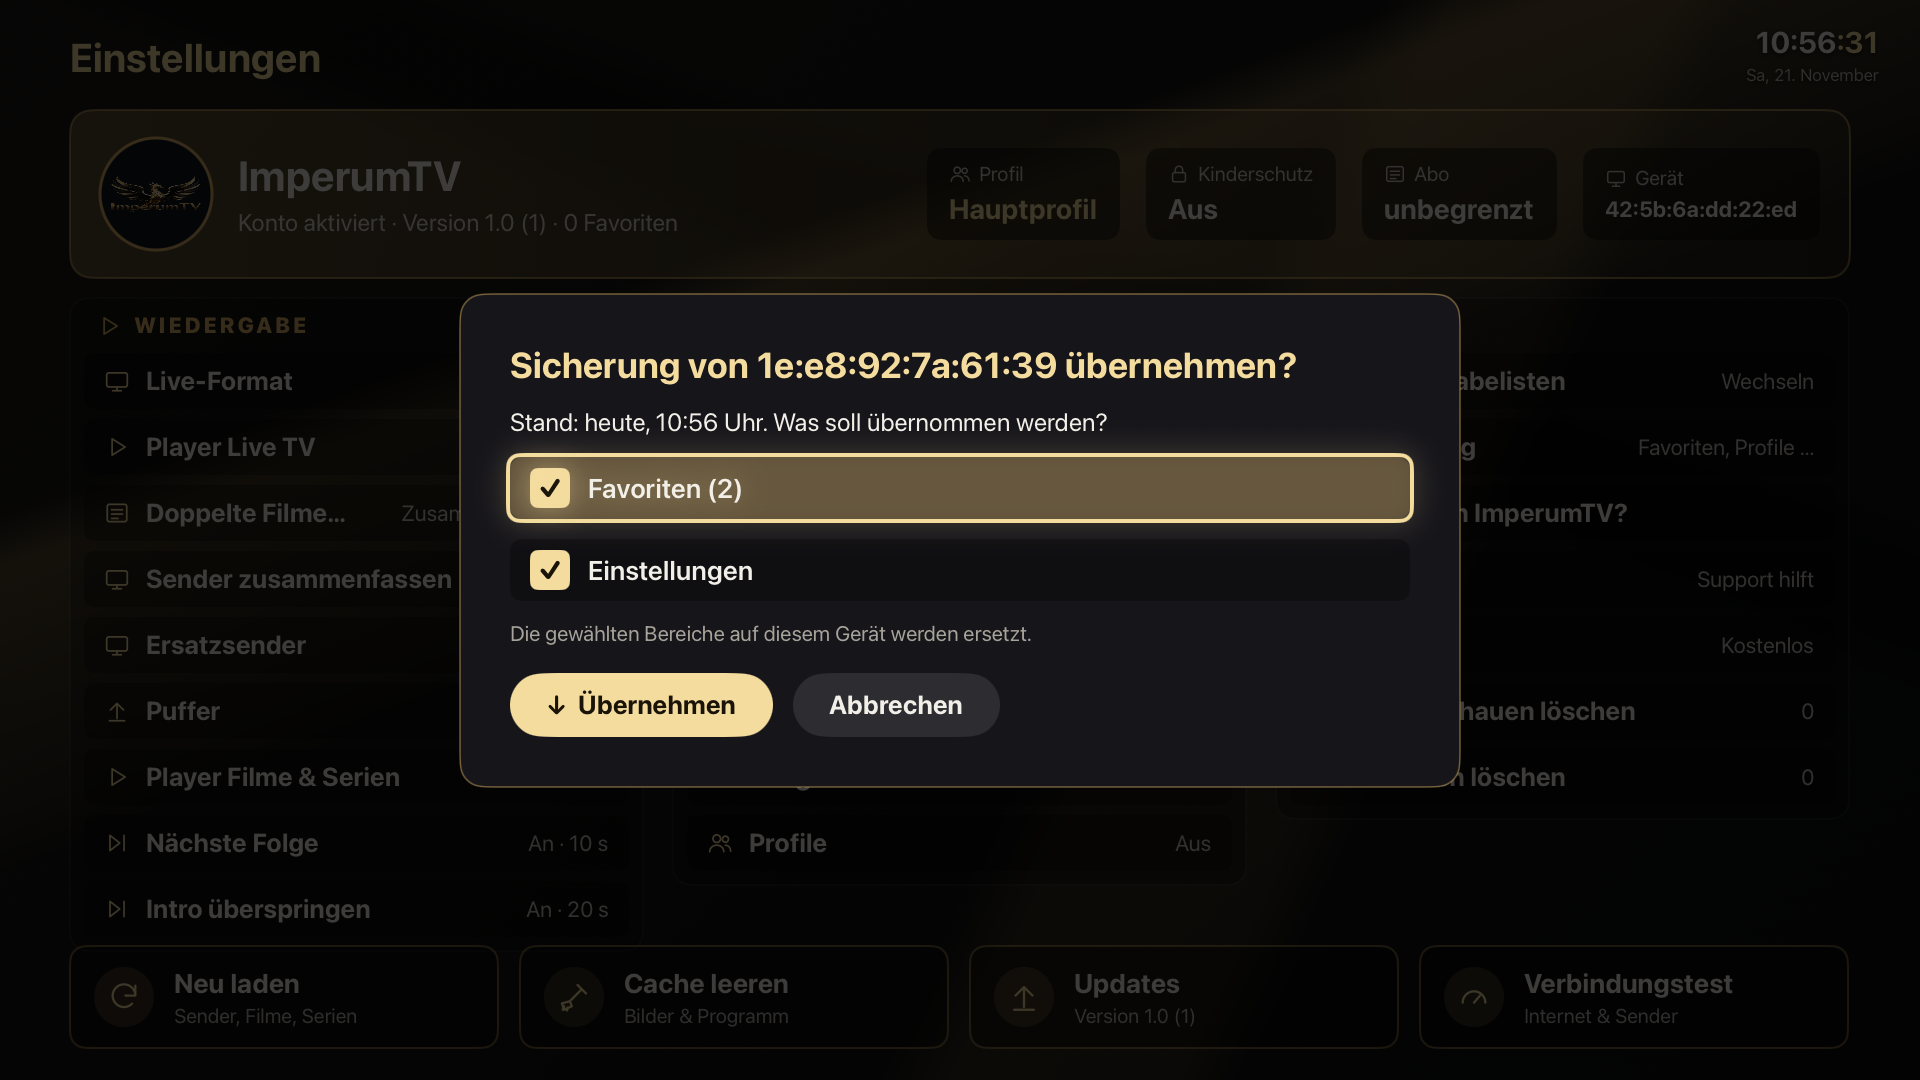 Einstellungen
10:56:31
Sa, 21. November
ImperumTV
ImperumTV
Konto aktiviert · Version 1.0 (1) · 0 Favoriten
Profil
Hauptprofil
Kinderschutz
Aus
Abo
unbegrenzt
Gerät
42:5b:6a:dd:22:ed
WIEDERGABE
Live-Format
Player Live TV
Doppelte Filme...
Sender zusammenfassen
Ersatzsender
Puffer
Player Filme & Serien
Nächste Folge
An · 10 s
Intro überspringen
An · 20 s
Sicherung von 1e:e8:92:7a:61:39 übernehmen?
Stand: heute, 10:56 Uhr. Was soll übernommen werden?
Favoriten (2)
Einstellungen
Die gewählten Bereiche auf diesem Gerät werden ersetzt.
Übernehmen
Abbrechen
Profile
Aus
Wechseln
Favoriten, Profile ...
ImperumTV?
Support hilft
Kostenlos
löschen
0
löschen
0
Neu laden
Sender, Filme, Serien
Cache leeren
Bilder & Programm
Updates
Version 1.0 (1)
Verbindungstest
Internet & Sender